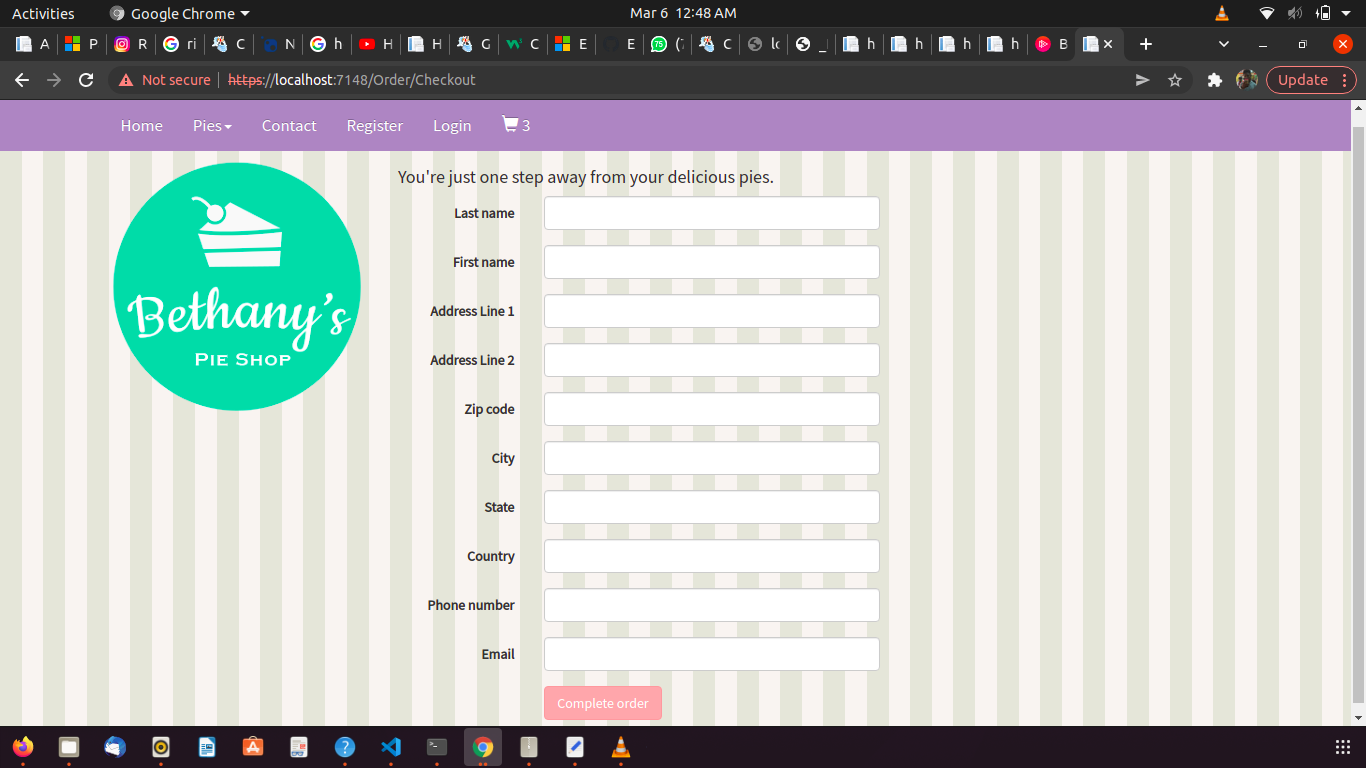 Activities Google Chrome Mar 6 12:48 AM
A P R ri C N h H H G C E E C lo _ h h h h B
Not secure https://localhost:7148/Order/Checkout Update
Home Pies Contact Register Login 3
You're just one step away from your delicious pies.
Bethany's
PIE SHOP
Last name
First name
Address Line 1
Address Line 2
Zip code
City
State
Country
Phone number
Email
Complete order